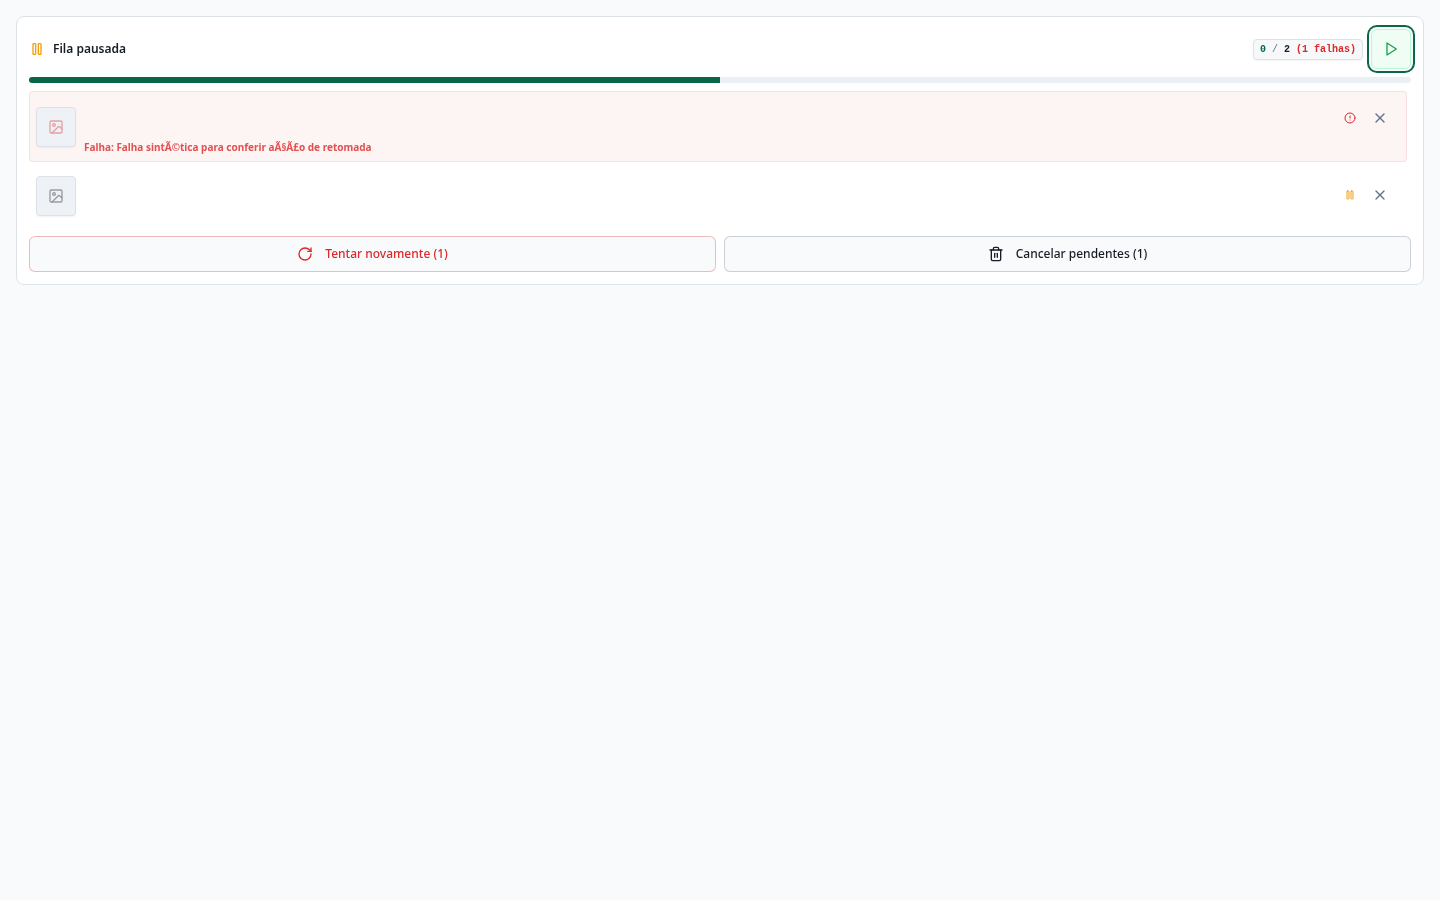 Fila pausada
0 / 2 (1 falhas)
Falha: Falha sintÃ©tica para conferir aÃ§Ã£o de retomada
Tentar novamente (1)
Cancelar pendentes (1)